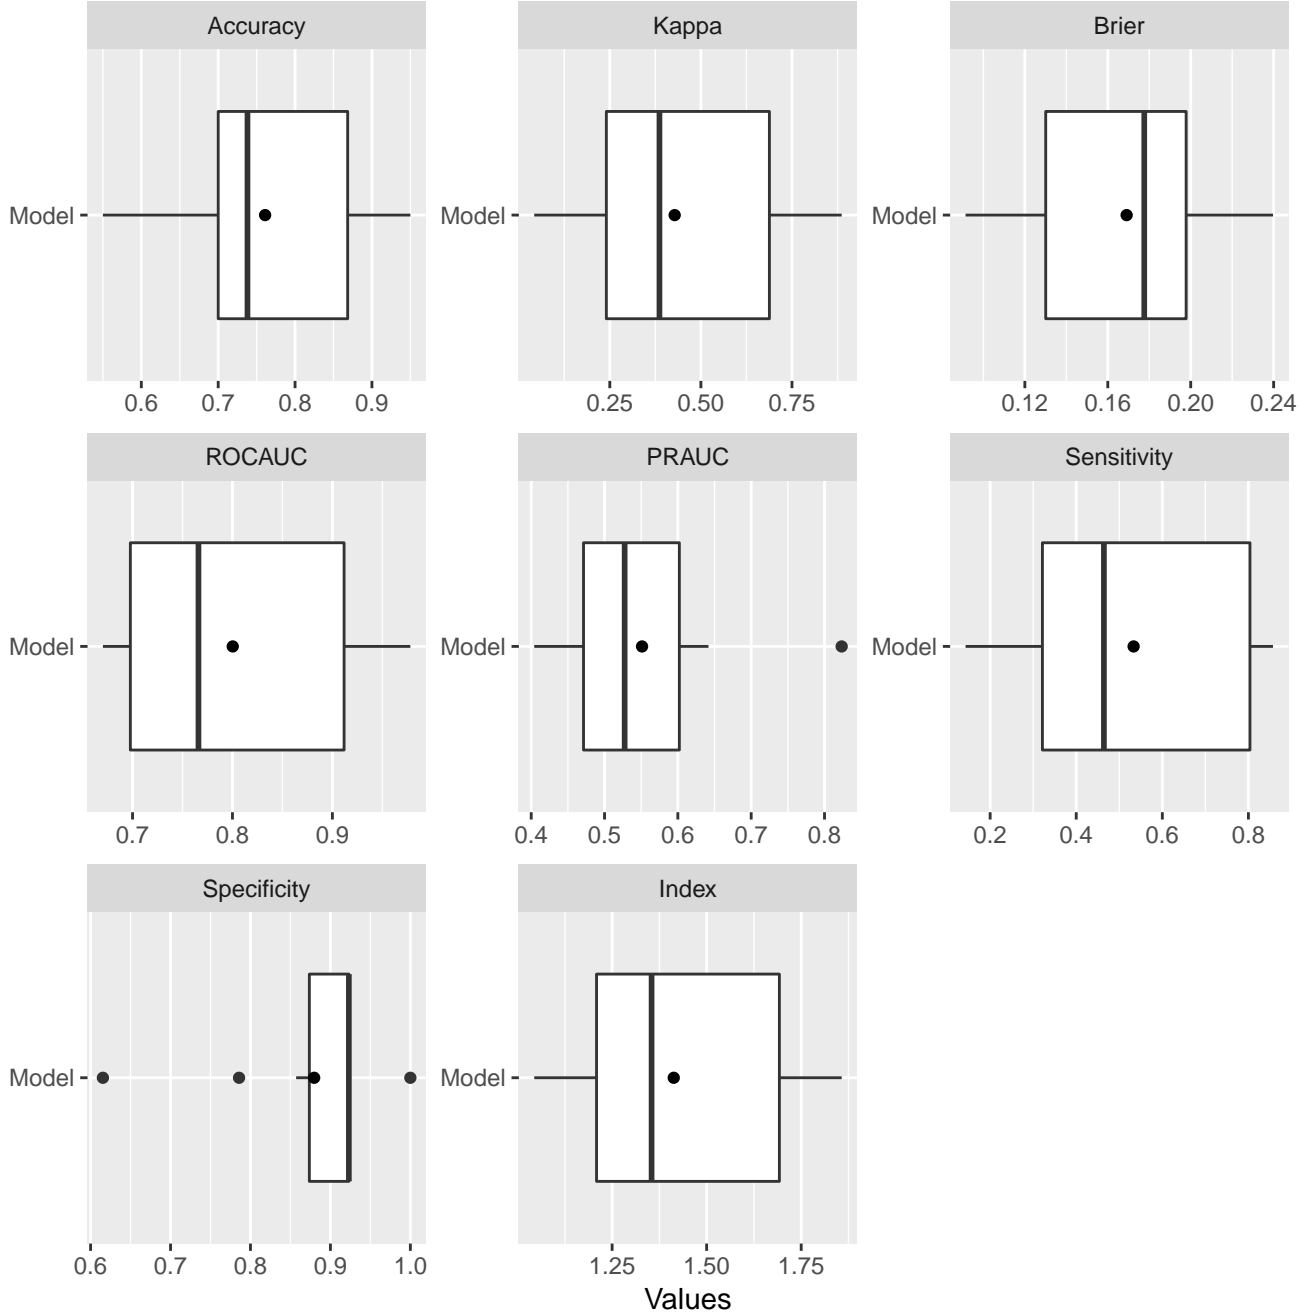 Accuracy
Kappa
Brier
Model
Model
Model
0.6 0.7 0.8 0.9
0.25 0.50 0.75
0.12 0.16 0.20 0.24
ROCAUC
PRAUC
Sensitivity
Model
Model
Model
0.7 0.8 0.9
0.4 0.5 0.6 0.7 0.8
0.2 0.4 0.6 0.8
Specificity
Index
Model
Model
0.6 0.7 0.8 0.9 1.0
1.25 1.50 1.75
Values